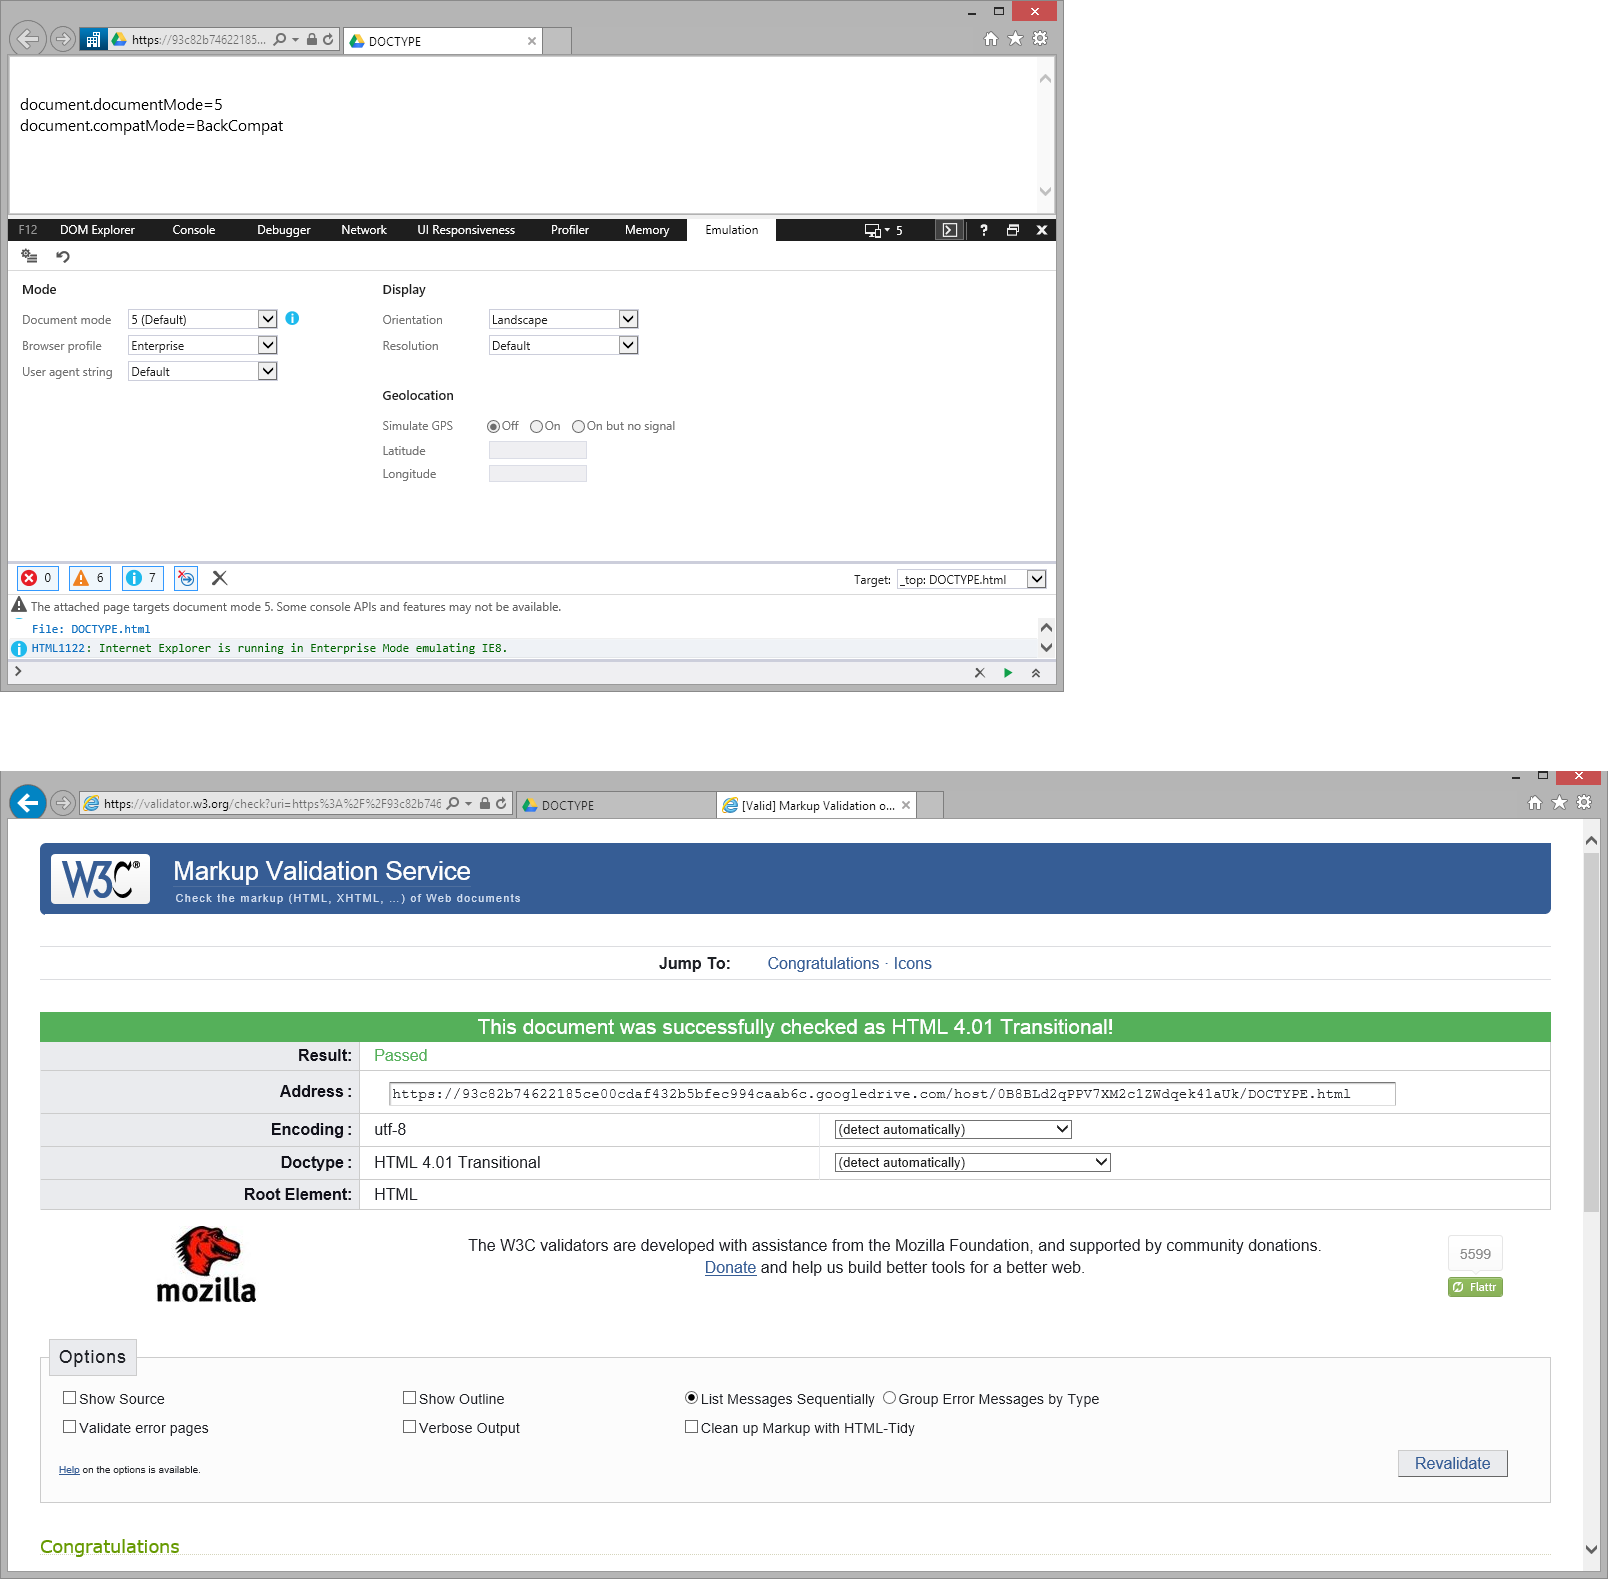 https://93c82b74622185...
DOCTYPE
document.documentMode=5
document.compatMode=BackCompat
F12 DOM Explorer Console Debugger Network UI Responsiveness Profiler Memory Emulation 5 ?
Mode
Document mode 5 (Default)
Browser profile Enterprise
User agent string Default
Display
Orientation Landscape
Resolution Default
Geolocation
Simulate GPS Off On On but no signal
Latitude
Longitude
0 6 7
Target: _top: DOCTYPE.html
The attached page targets document mode 5. Some console APIs and features may not be available.
File: DOCTYPE.html
HTML1122: Internet Explorer is running in Enterprise Mode emulating IE8.
https://validator.w3.org/check?uri=https%3A%2F%2F93c82b746
DOCTYPE
[Valid] Markup Validation o...
W3C® Markup Validation Service
Check the markup (HTML, XHTML, …) of Web documents
Jump To: Congratulations · Icons
This document was successfully checked as HTML 4.01 Transitional!
Result: Passed
Address : https://93c82b74622185ce00cdaf432b5bfec994caab6c.googledrive.com/host/0B8BLd2qPPV7XM2c1ZWdqek41aUk/DOCTYPE.html
Encoding : utf-8 (detect automatically)
Doctype : HTML 4.01 Transitional (detect automatically)
Root Element: HTML
mozilla
The W3C validators are developed with assistance from the Mozilla Foundation, and supported by community donations.
Donate and help us build better tools for a better web.
5599
Flattr
Options
Show Source Show Outline List Messages Sequentially Group Error Messages by Type
Validate error pages Verbose Output Clean up Markup with HTML-Tidy
Help on the options is available.
Revalidate
Congratulations